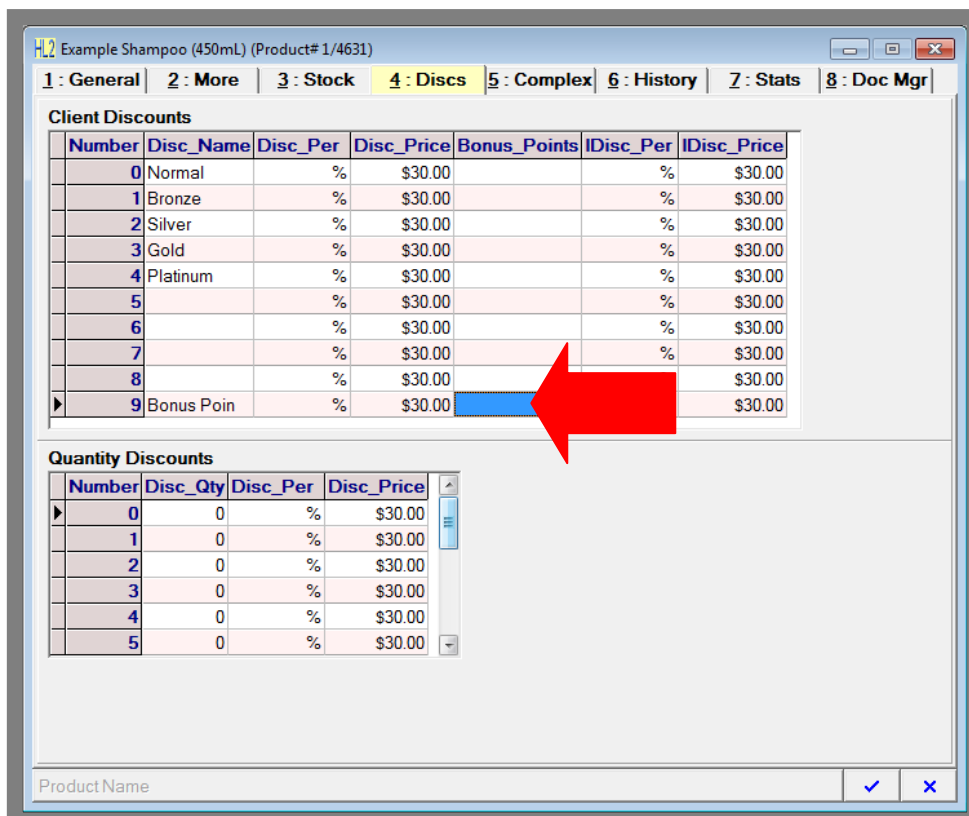 HL2 Example Shampoo (450mL) (Product# 1/4631)
1 : General 2 : More 3 : Stock 4 : Discs 5 : Complex 6 : History 7 : Stats 8 : Doc Mgr
Client Discounts
Number Disc_Name Disc_Per Disc_Price Bonus_Points IDisc_Per IDisc_Price
0 Normal % $30.00 % $30.00
1 Bronze % $30.00 % $30.00
2 Silver % $30.00 % $30.00
3 Gold % $30.00 % $30.00
4 Platinum % $30.00 % $30.00
5 % $30.00 % $30.00
6 % $30.00 % $30.00
7 % $30.00 % $30.00
8 % $30.00 $30.00
9 Bonus Poin % $30.00 $30.00
Quantity Discounts
Number Disc_Qty Disc_Per Disc_Price
0 0 % $30.00
1 0 % $30.00
2 0 % $30.00
3 0 % $30.00
4 0 % $30.00
5 0 % $30.00
Product Name